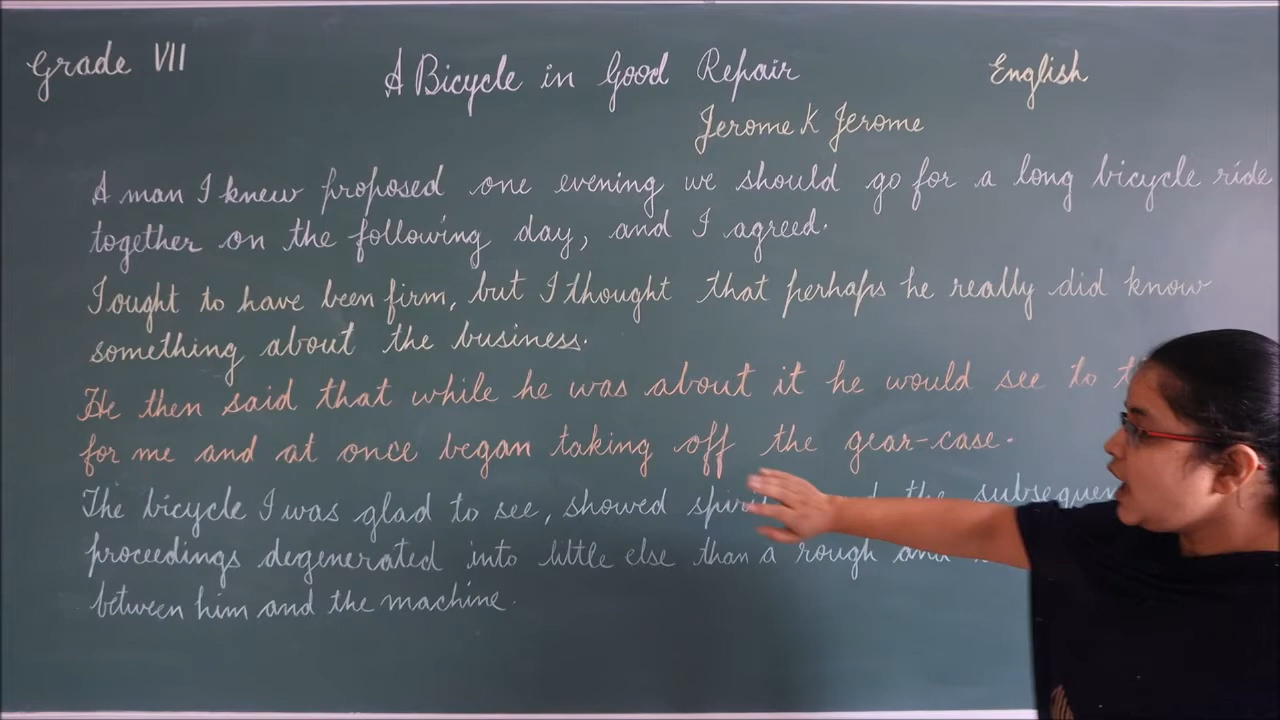 Grade VII
A Bicycle in Good Repair
English
Jerome K Jerome
A man I knew proposed one evening we should go for a long bicycle ride
together on the following day, and I agreed.
I ought to have been firm, but I thought that perhaps he really did know
something about the business.
He then said that while he was about it he would see to
for me and at once began taking off the gear-case.
The bicycle I was glad to see, showed the
proceedings degenerated into little else than a rough and
between him and the machine.